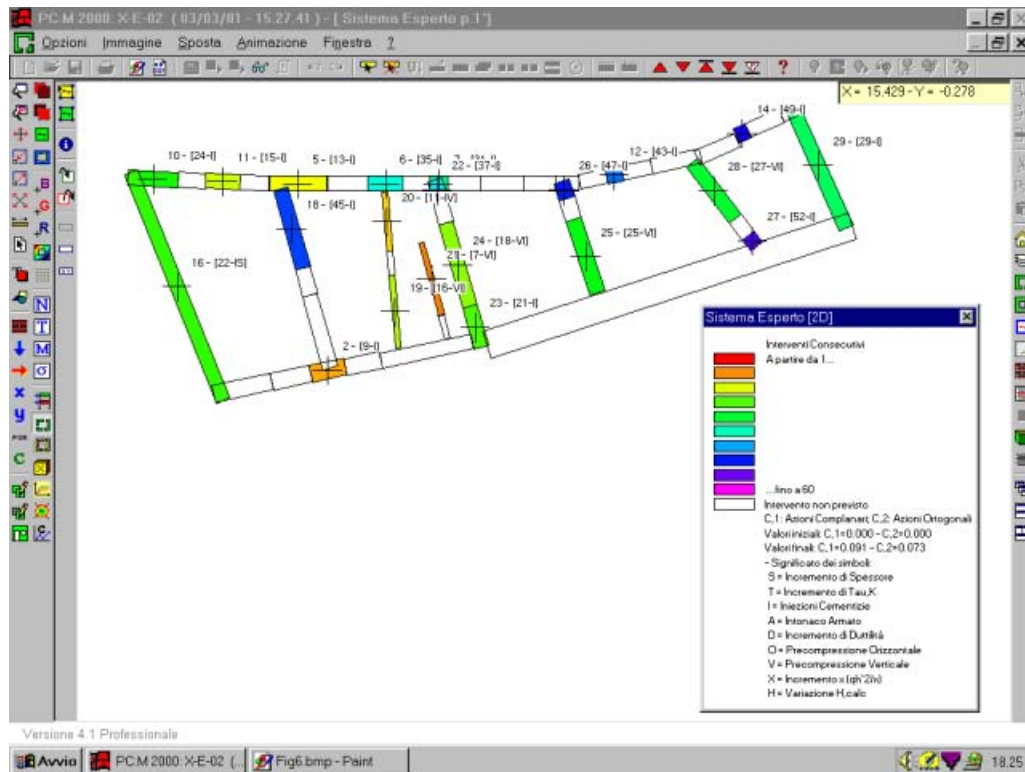 PC.M 2000: X-E-02 (03/03/01 - 15.27.41) - [ Sistema Esperto p.1°]
Opzioni Immagine Sposta Animazione Finestra ?
X = 15.429 - Y = -0.278
14 - [49-I]
10 - [24-I]
11 - [15-I]
5 - [13-I]
6 - [35-I]
22 - [37-I]
26 - [47-I]
12 - [43-I]
28 - [27-VI]
29 - [29-I]
18 - [45-I]
20 - [11-IV]
27 - [52-I]
16 - [22-IS]
24 - [18-VI]
25 - [25-VI]
21 - [7-VI]
19 - [16-VI]
23 - [21-I]
2 - [9-I]
B
G
R
N
T
M
σ
x
y
C
Sistema Esperto [2D]
Interventi Consecutivi
A partire da 1...
...fino a 60
Intervento non previsto
C,1: Azioni Complanari; C,2: Azioni Ortogonali
Valori iniziali: C,1=0.000 - C,2=0.000
Valori finali: C,1=0.091 - C,2=0.073
- Significato dei simboli:
S = Incremento di Spessore
T = Incremento di Tau,K
I = Iniezioni Cementizie
A = Intonaco Armato
D = Incremento di Duttilità
O = Precompressione Orizzontale
V = Precompressione Verticale
X = Incremento x (qh^2/x)
H = Variazione H,calc
Versione 4.1 Professionale
Avvio PC.M 2000: X-E-02 (... Fig6.bmp - Paint 18.25